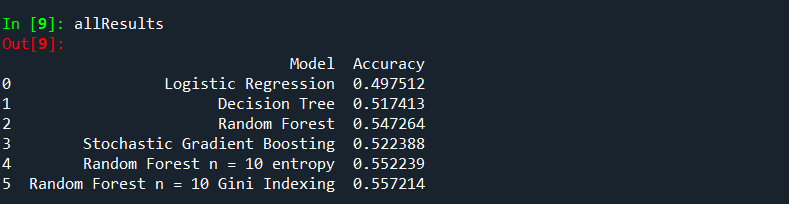 In [9]: allResults
Out[9]:
Model Accuracy
0 Logistic Regression 0.497512
1 Decision Tree 0.517413
2 Random Forest 0.547264
3 Stochastic Gradient Boosting 0.522388
4 Random Forest n = 10 entropy 0.552239
5 Random Forest n = 10 Gini Indexing 0.557214